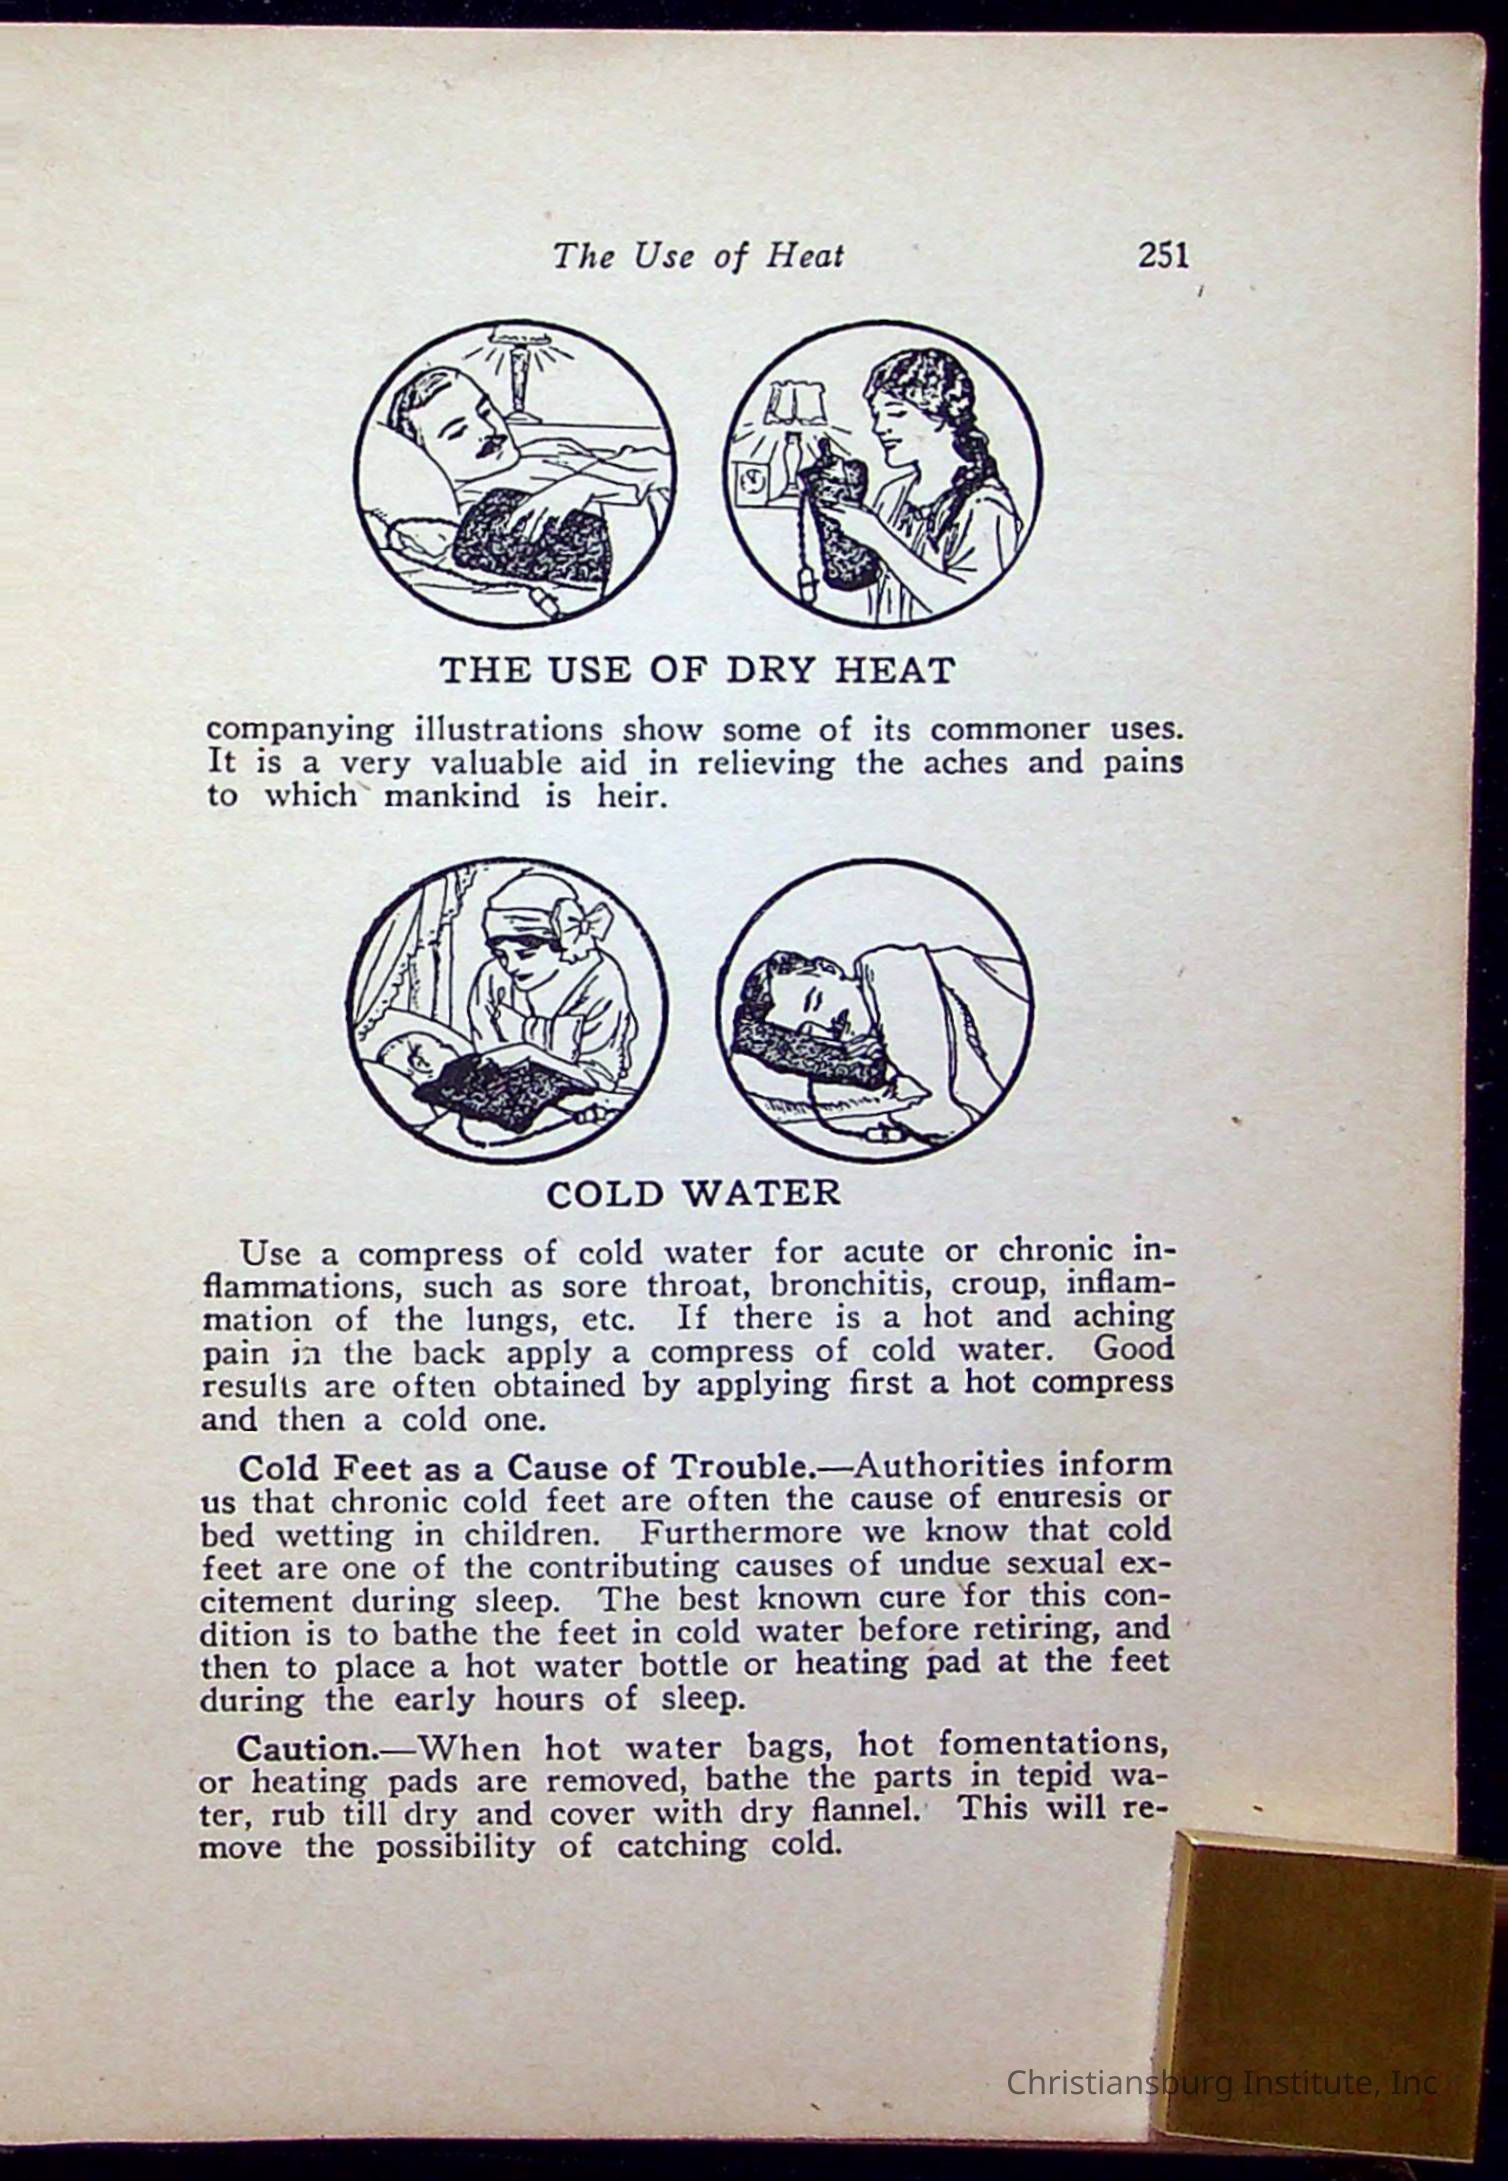 The Use of Heat 251
THE USE OF DRY HEAT
companying illustrations show some of its commoner uses.
It is a very valuable aid in relieving the aches and pains
to which mankind is heir.
COLD WATER
Use a compress of cold water for acute or chronic in-
flammations, such as sore throat, bronchitis, croup, inflam-
mation of the lungs, etc. If there is a hot and aching
pain in the back apply a compress of cold water. Good
results are often obtained by applying first a hot compress
and then a cold one.
Cold Feet as a Cause of Trouble.—Authorities inform
us that chronic cold feet are often the cause of enuresis or
bed wetting in children. Furthermore we know that cold
feet are one of the contributing causes of undue sexual ex-
citement during sleep. The best known cure for this con-
dition is to bathe the feet in cold water before retiring, and
then to place a hot water bottle or heating pad at the feet
during the early hours of sleep.
Caution.—When hot water bags, hot fomentations,
or heating pads are removed, bathe the parts in tepid wa-
ter, rub till dry and cover with dry flannel. This will re-
move the possibility of catching cold.
Christiansburg Institute, Inc